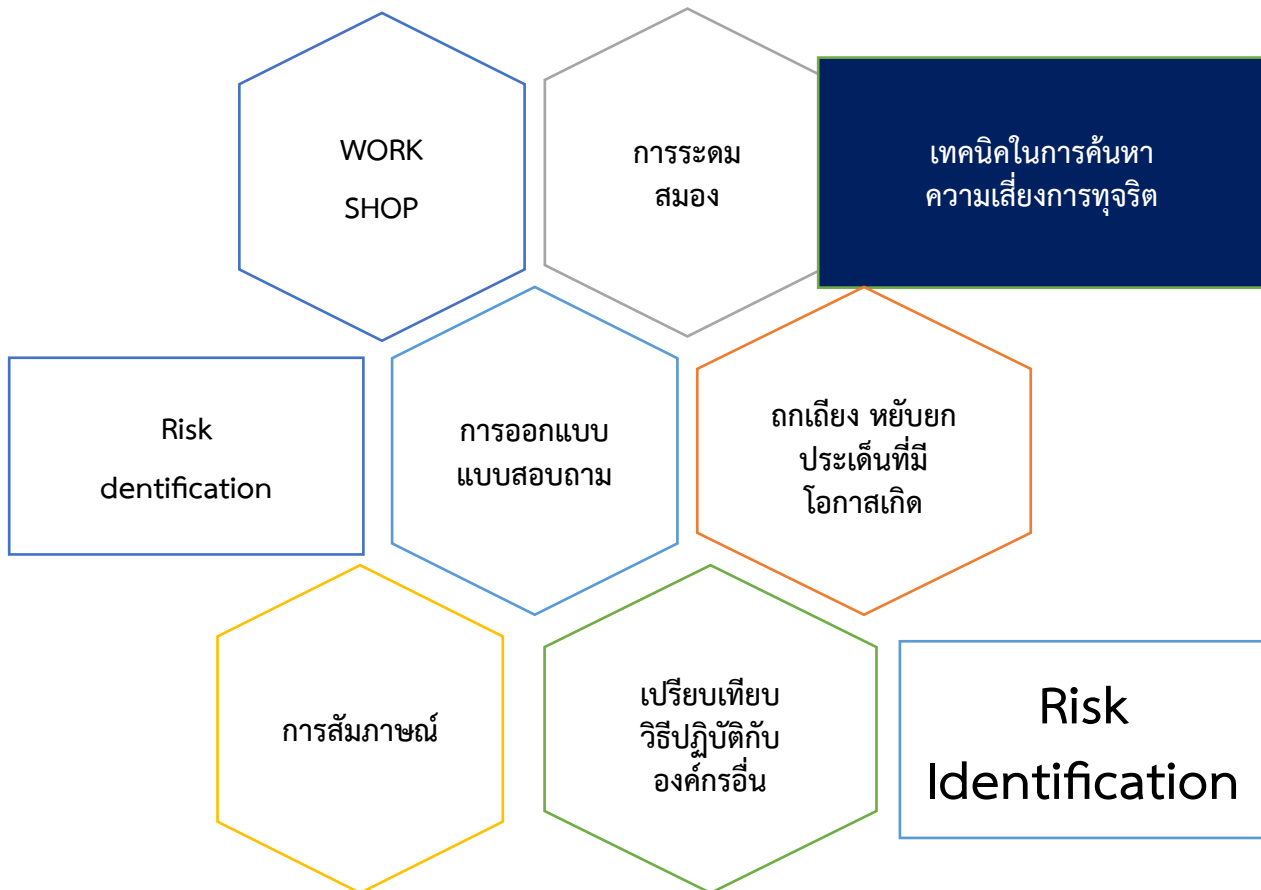 WORK
SHOP
การระดม
สมอง
เทคนิคในการค้นหา
ความเสี่ยงการทุจริต
Risk
dentification
การออกแบบ
แบบสอบถาม
ถกเถียง หยับยก
ประเด็นที่มี
โอกาสเกิด
การสัมภาษณ์
เปรียบเทียบ
วิธีปฏิบัติกับ
องค์กรอื่น
Risk
Identification